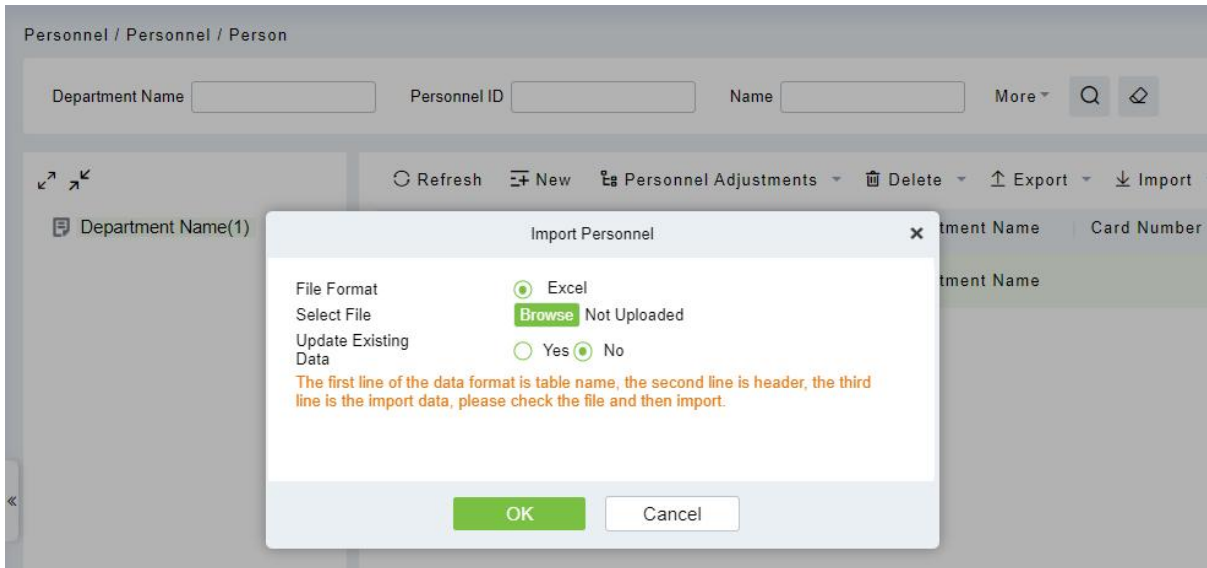 Personnel / Personnel / Person
Department Name Personnel ID Name More
Refresh New Personnel Adjustments Delete Export Import
Department Name(1)
tment Name Card Number
tment Name
Import Personnel
File Format Excel
Select File Browse Not Uploaded
Update Existing
Data
Yes No
The first line of the data format is table name, the second line is header, the third
line is the import data, please check the file and then import.
OK Cancel